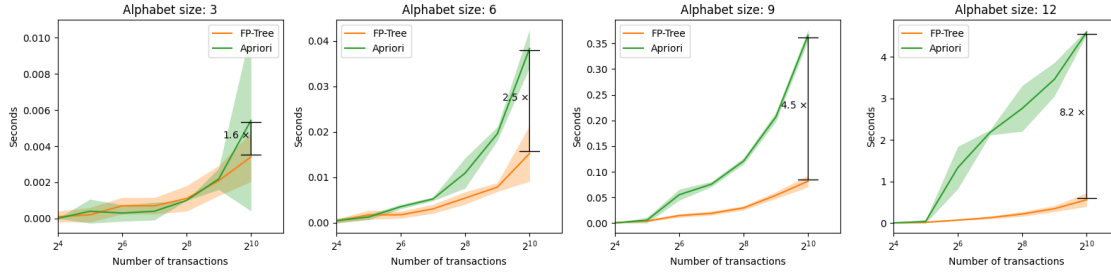 Alphabet size: 3
FP-Tree
Apriori
0.010
0.008
0.006
0.004
0.002
0.000
1.6 ×
Seconds
2^4 2^6 2^8 2^10
Number of transactions
Alphabet size: 6
FP-Tree
Apriori
0.04
0.03
0.02
0.01
0.00
2.5 ×
Seconds
2^4 2^6 2^8 2^10
Number of transactions
Alphabet size: 9
FP-Tree
Apriori
0.35
0.30
0.25
0.20
0.15
0.10
0.05
0.00
4.5 ×
Seconds
2^4 2^6 2^8 2^10
Number of transactions
Alphabet size: 12
FP-Tree
Apriori
4
3
2
1
0
8.2 ×
Seconds
2^4 2^6 2^8 2^10
Number of transactions